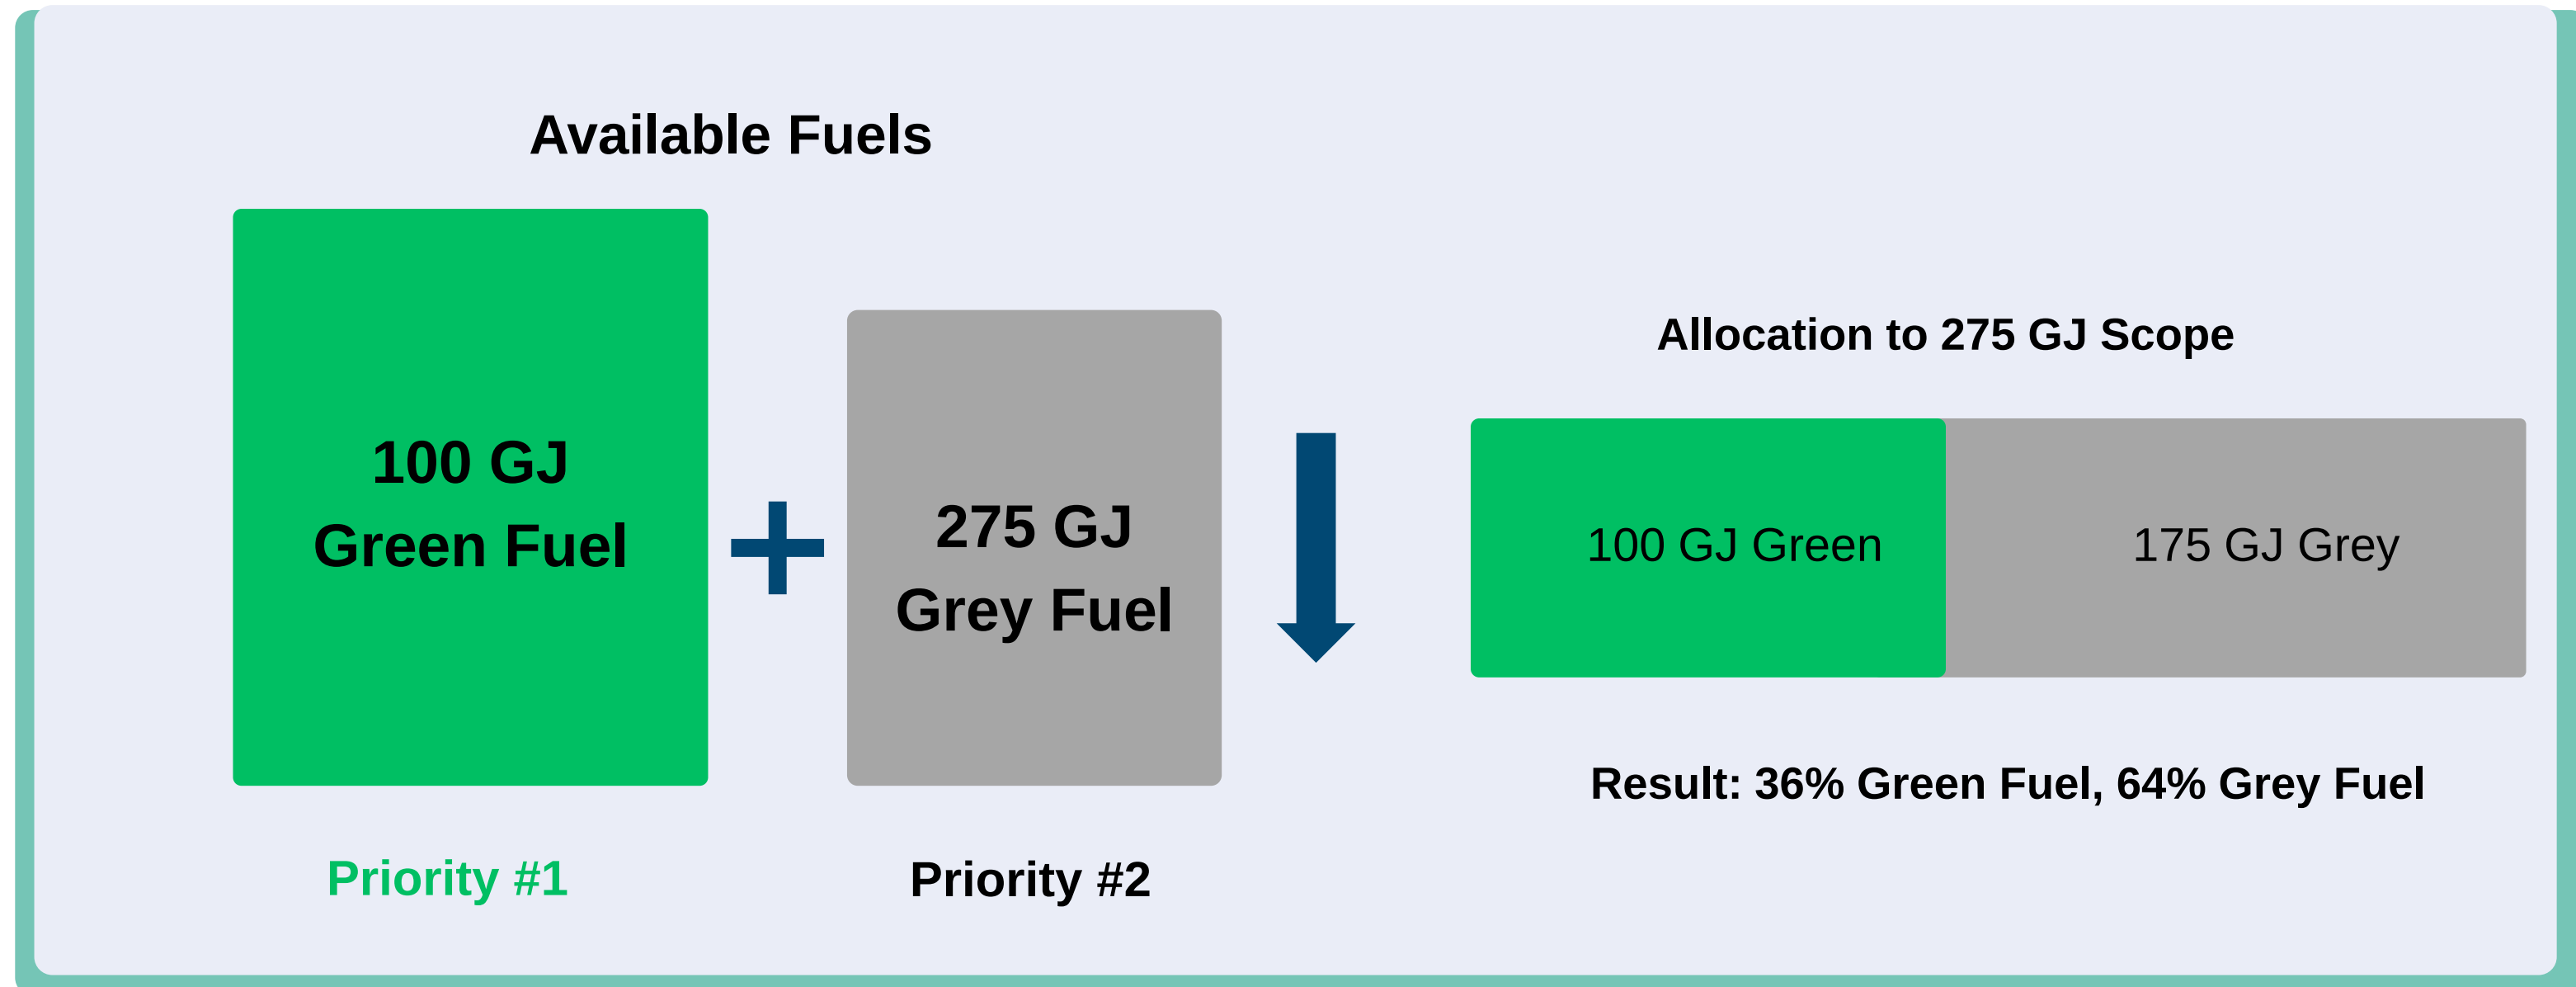 Available Fuels
100 GJ
Green Fuel
275 GJ
Grey Fuel
Priority #1
Priority #2
Allocation to 275 GJ Scope
100 GJ Green
175 GJ Grey
Result: 36% Green Fuel, 64% Grey Fuel